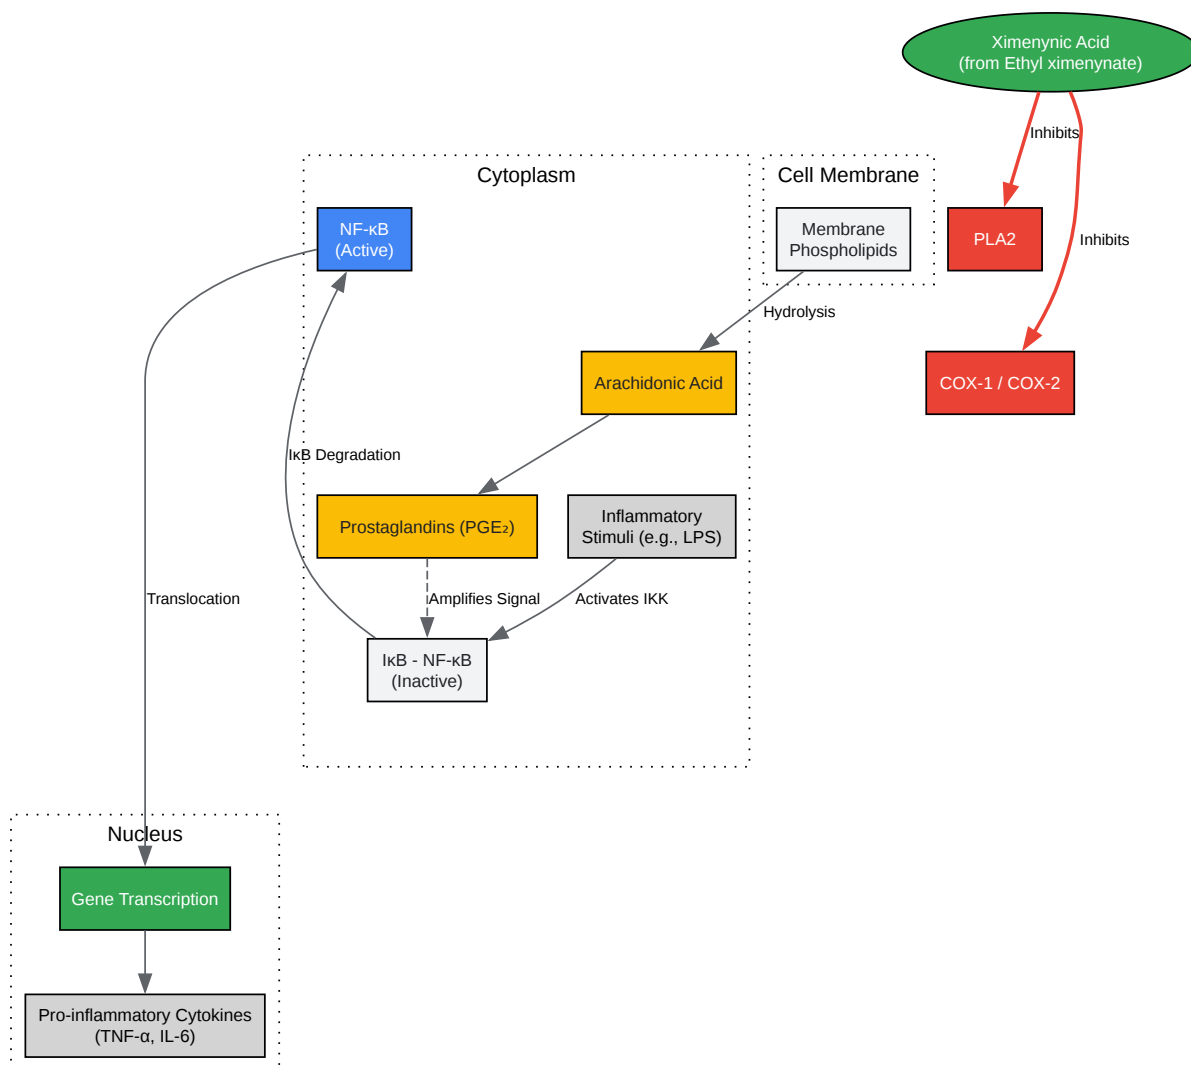 Ximenynic Acid
(from Ethyl ximenynate)
Inhibits
Cytoplasm
Cell Membrane
NF-κB
(Active)
Membrane
Phospholipids
PLA2
Inhibits
Hydrolysis
Arachidonic Acid
COX-1 / COX-2
IκB Degradation
Prostaglandins (PGE₂)
Inflammatory
Stimuli (e.g., LPS)
Translocation
Amplifies Signal
Activates IKK
IκB - NF-κB
(Inactive)
Nucleus
Gene Transcription
Pro-inflammatory Cytokines
(TNF-α, IL-6)